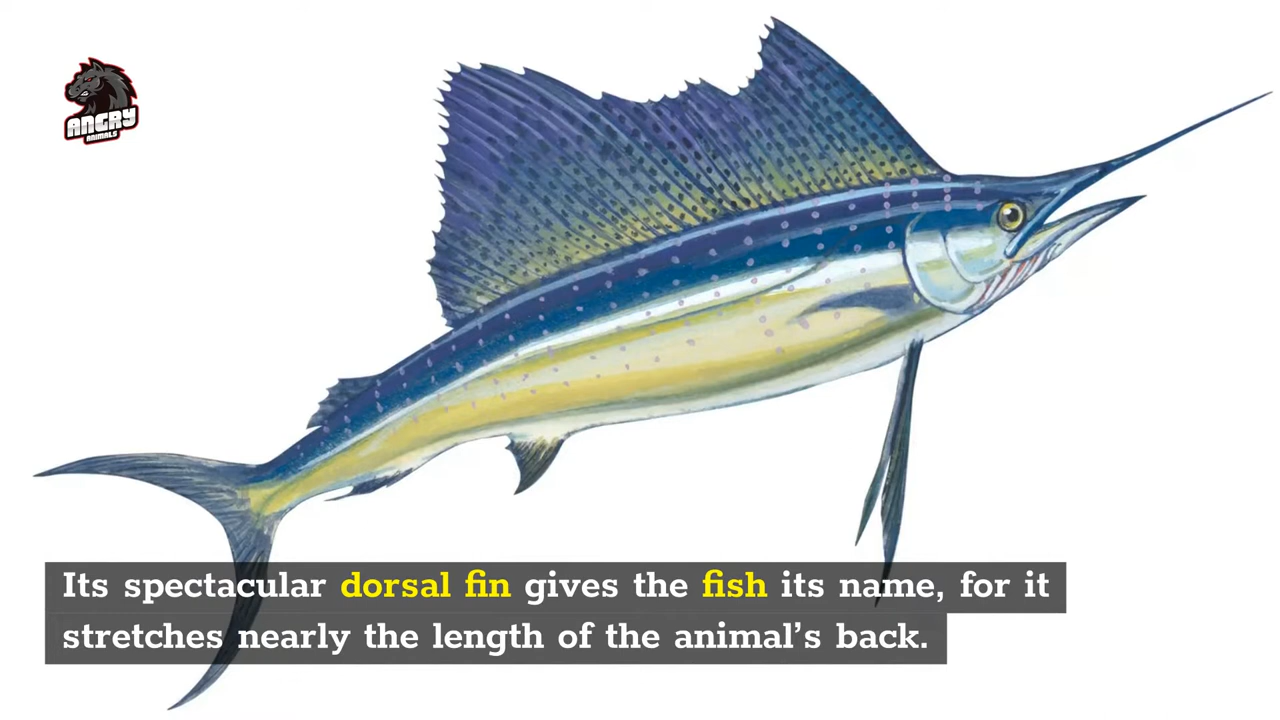 ANGRY
ANIMALS
Its spectacular dorsal fin gives the fish its name, for it
stretches nearly the length of the animal’s back.